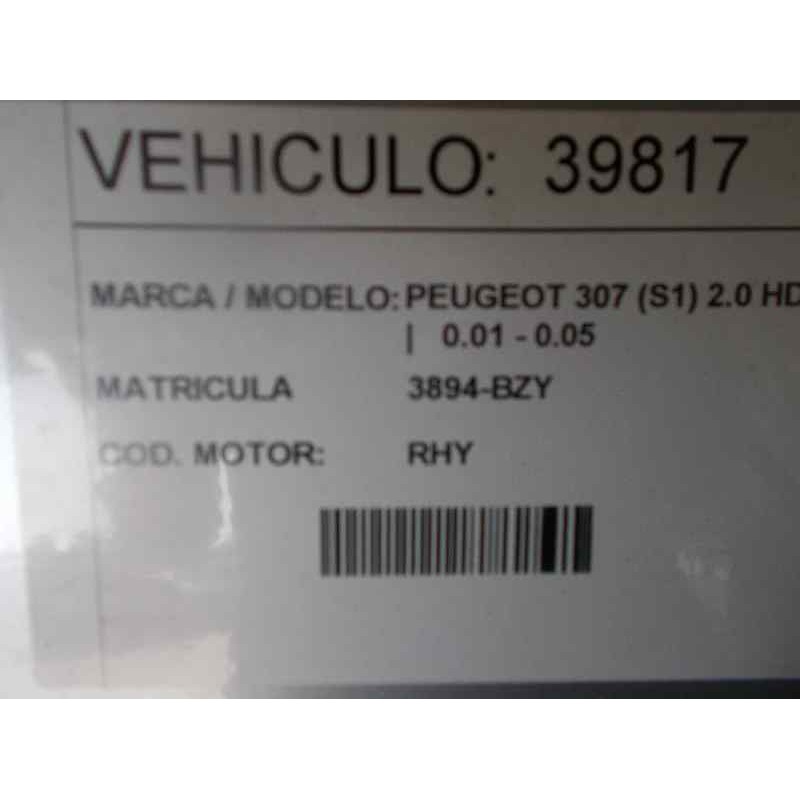 VEHICULO: 39817
MARCA / MODELO: PEUGEOT 307 (S1) 2.0 HD
| 0.01 - 0.05
MATRICULA 3894-BZY
COD. MOTOR: RHY